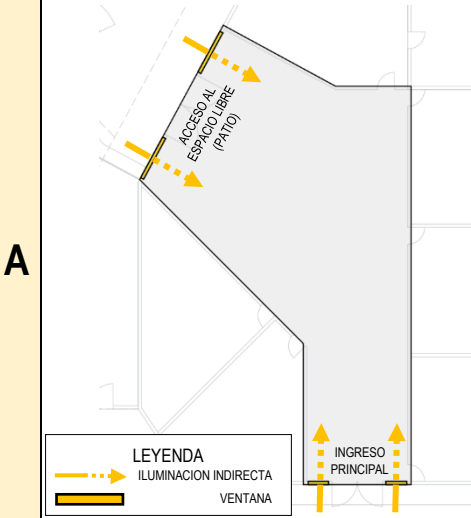 A
ACCESO AL
ESPACIO LIBRE
(PATIO)
INGRESO
PRINCIPAL
LEYENDA
ILUMINACION INDIRECTA
VENTANA